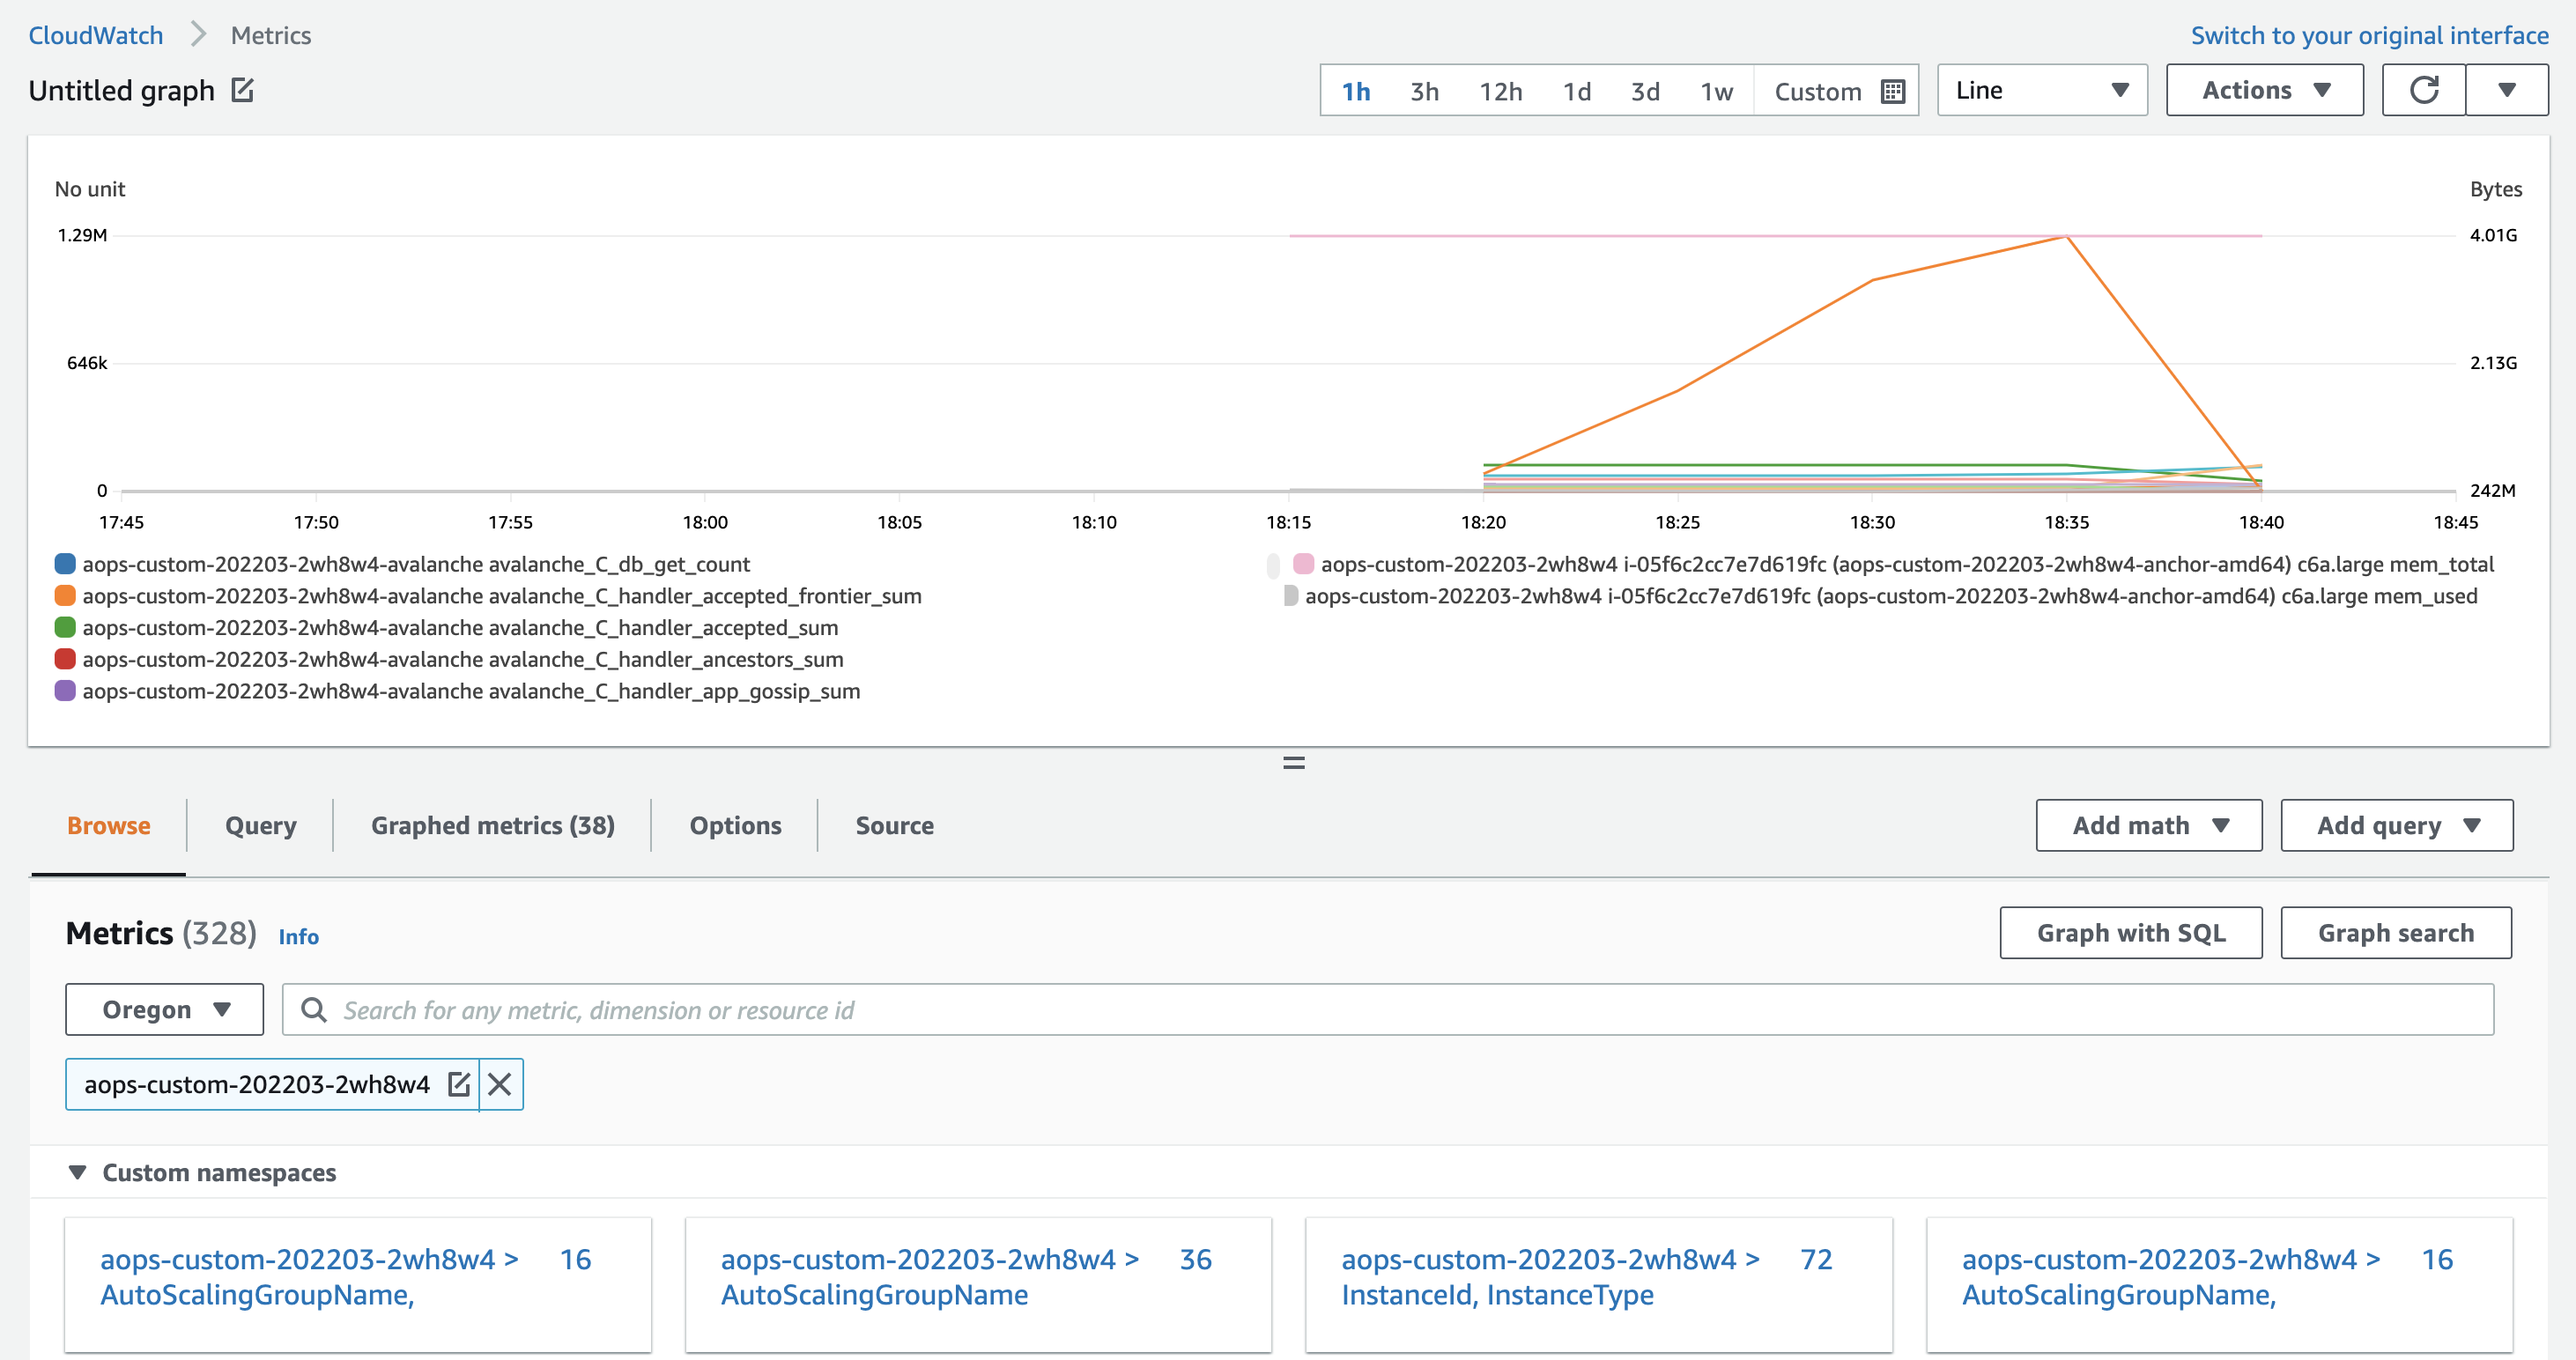 CloudWatch > Metrics
Switch to your original interface
Untitled graph
1h 3h 12h 1d 3d 1w Custom
Line
Actions
No unit
Bytes
1.29M
4.01G
646k
2.13G
0
242M
17:45 17:50 17:55 18:00 18:05 18:10 18:15 18:20 18:25 18:30 18:35 18:40 18:45
aops-custom-202203-2wh8w4-avalanche avalanche_C_db_get_count
aops-custom-202203-2wh8w4-avalanche avalanche_C_handler_accepted_frontier_sum
aops-custom-202203-2wh8w4-avalanche avalanche_C_handler_accepted_sum
aops-custom-202203-2wh8w4-avalanche avalanche_C_handler_ancestors_sum
aops-custom-202203-2wh8w4-avalanche avalanche_C_handler_app_gossip_sum
aops-custom-202203-2wh8w4 i-05f6c2cc7e7d619fc (aops-custom-202203-2wh8w4-anchor-amd64) c6a.large mem_total
aops-custom-202203-2wh8w4 i-05f6c2cc7e7d619fc (aops-custom-202203-2wh8w4-anchor-amd64) c6a.large mem_used
Browse Query Graphed metrics (38) Options Source
Add math
Add query
Metrics (328) Info
Graph with SQL
Graph search
Oregon
Search for any metric, dimension or resource id
aops-custom-202203-2wh8w4
Custom namespaces
aops-custom-202203-2wh8w4 > 16
AutoScalingGroupName,
aops-custom-202203-2wh8w4 > 36
AutoScalingGroupName
aops-custom-202203-2wh8w4 > 72
InstanceId, InstanceType
aops-custom-202203-2wh8w4 > 16
AutoScalingGroupName,